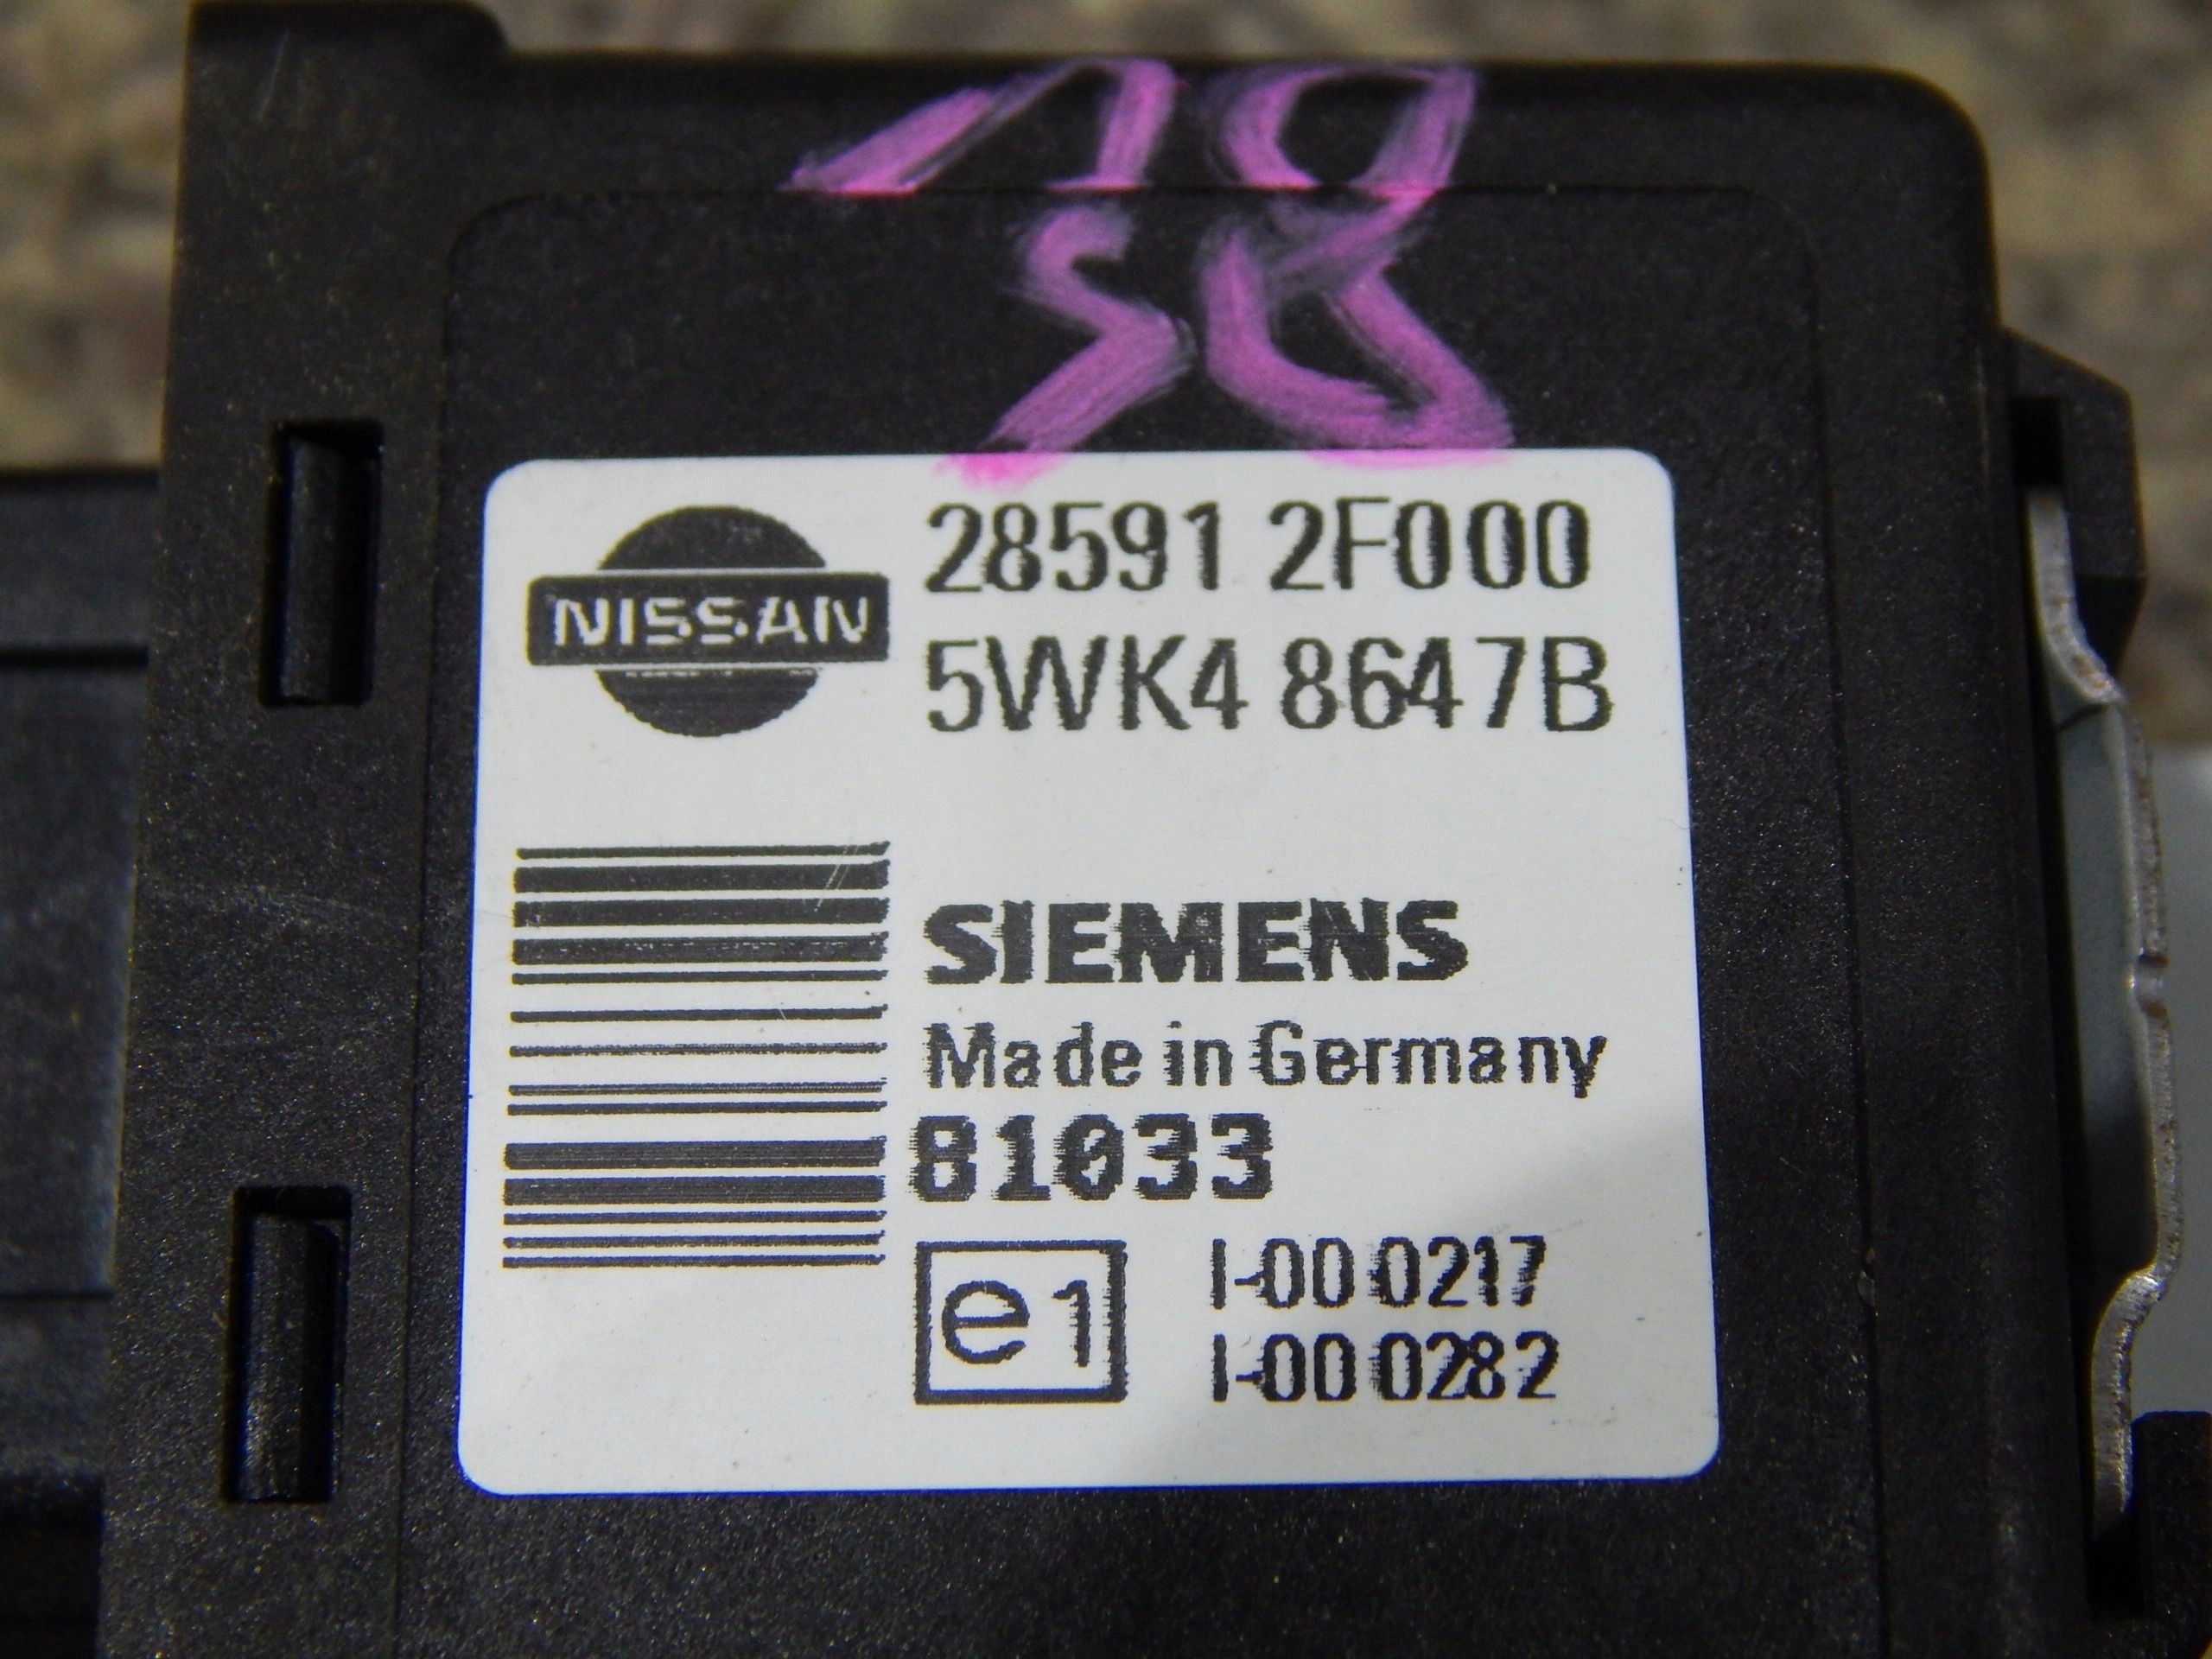 NISSAN
28591 2F000
5WK4 8647B
SIEMENS
Made in Germany
81033
e1
I-00 0217
I-00 0282